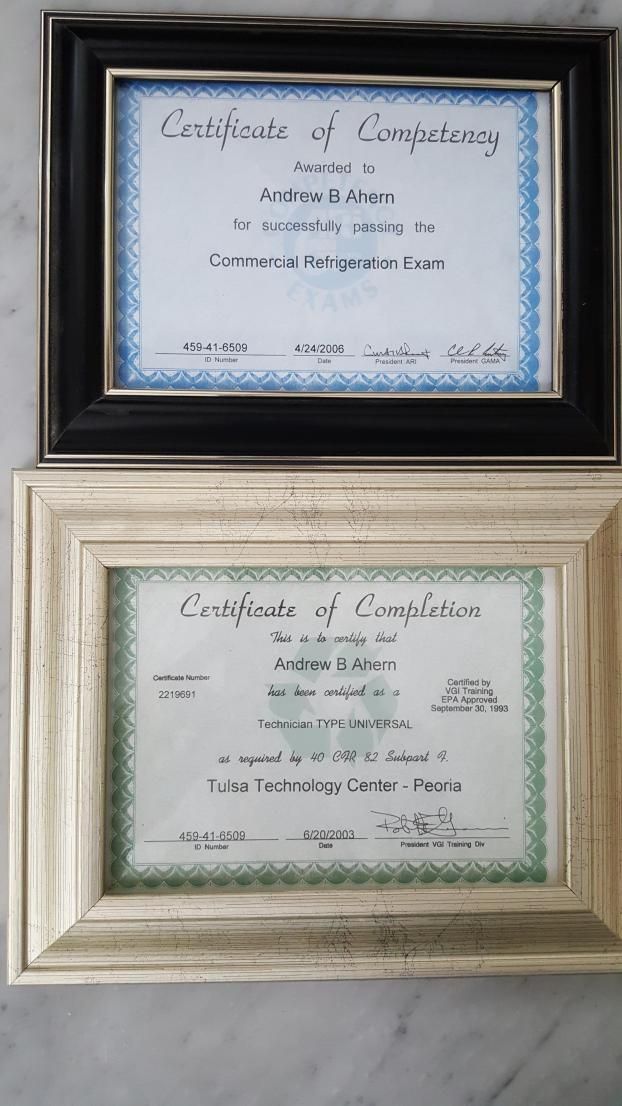 Certificate of Competency
Awarded to
Andrew B Ahern
for successfully passing the
Commercial Refrigeration Exam
EXAMS
459-41-6509 4/24/2006
ID Number Date President ARI President GAMA
Certificate of Completion
This is to certify that
Andrew B Ahern
Certificate Number
2219691
has been certified as a
Certified by
VGI Training
EPA Approved
September 30, 1993
Technician TYPE UNIVERSAL
as required by 40 CFR 82 Subpart F.
Tulsa Technology Center - Peoria
459-41-6509 6/20/2003
ID Number Date President VGI Training Div